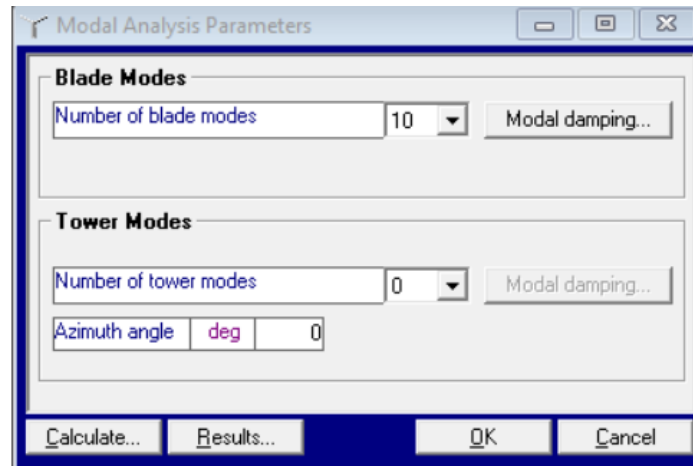 Modal Analysis Parameters
Blade Modes
Number of blade modes 10 Modal damping...
Tower Modes
Number of tower modes 0 Modal damping...
Azimuth angle deg 0
Calculate... Results... OK Cancel